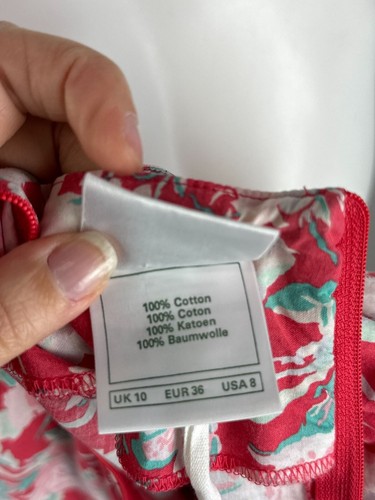 100% Cotton
100% Coton
100% Katoen
100% Baumwolle
UK 10 EUR 36 USA 8